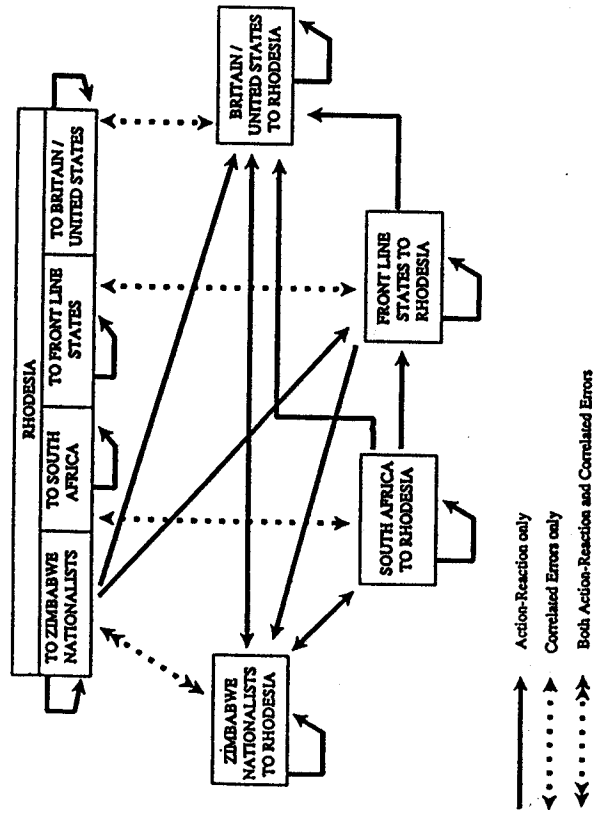 RHODESIA
TO ZIMBABWE
NATIONALISTS
TO SOUTH
AFRICA
TO FRONT LINE
STATES
TO BRITAIN /
UNITED STATES
ZIMBABWE
NATIONALISTS
TO RHODESIA
SOUTH AFRICA
TO RHODESIA
FRONT LINE
STATES TO
RHODESIA
BRITAIN /
UNITED STATES
TO RHODESIA
Action-Reaction only
Correlated Errors only
Both Action-Reaction and Correlated Errors